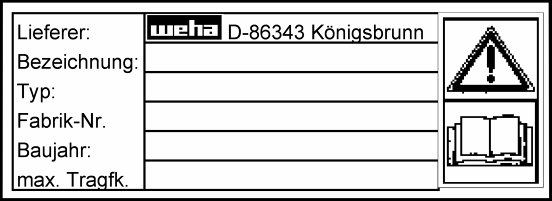 Lieferer: weha D-86343 Königsbrunn
Bezeichnung:
Typ:
Fabrik-Nr.
Baujahr:
max. Tragfk.